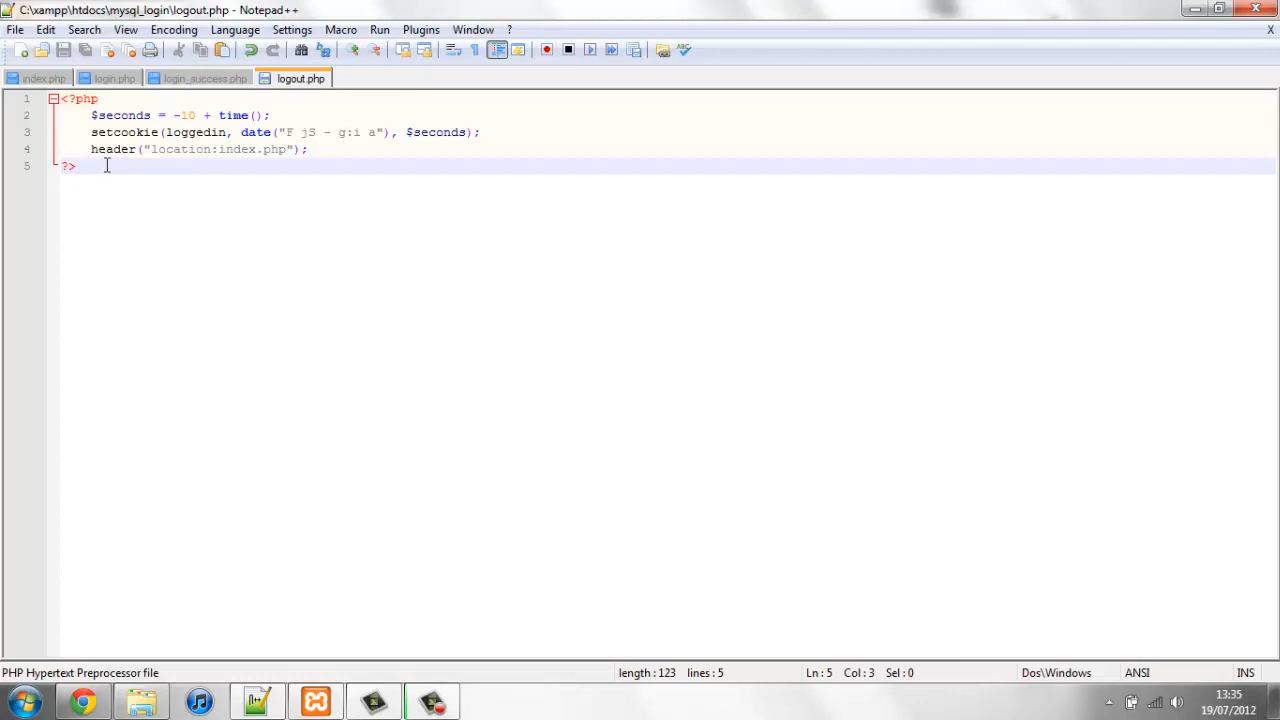 C:\xampp\htdocs\mysql_login\logout.php - Notepad++
File Edit Search View Encoding Language Settings Macro Run Plugins Window ? X
index.php login.php login_success.php logout.php
1 <?php
2 $seconds = -10 + time();
3 setcookie(loggedin, date("F jS - g:i a"), $seconds);
4 header("location:index.php");
5 ?>
PHP Hypertext Preprocessor file length : 123 lines : 5 Ln : 5 Col : 3 Sel : 0 Dos\Windows ANSI INS
13:35
19/07/2012